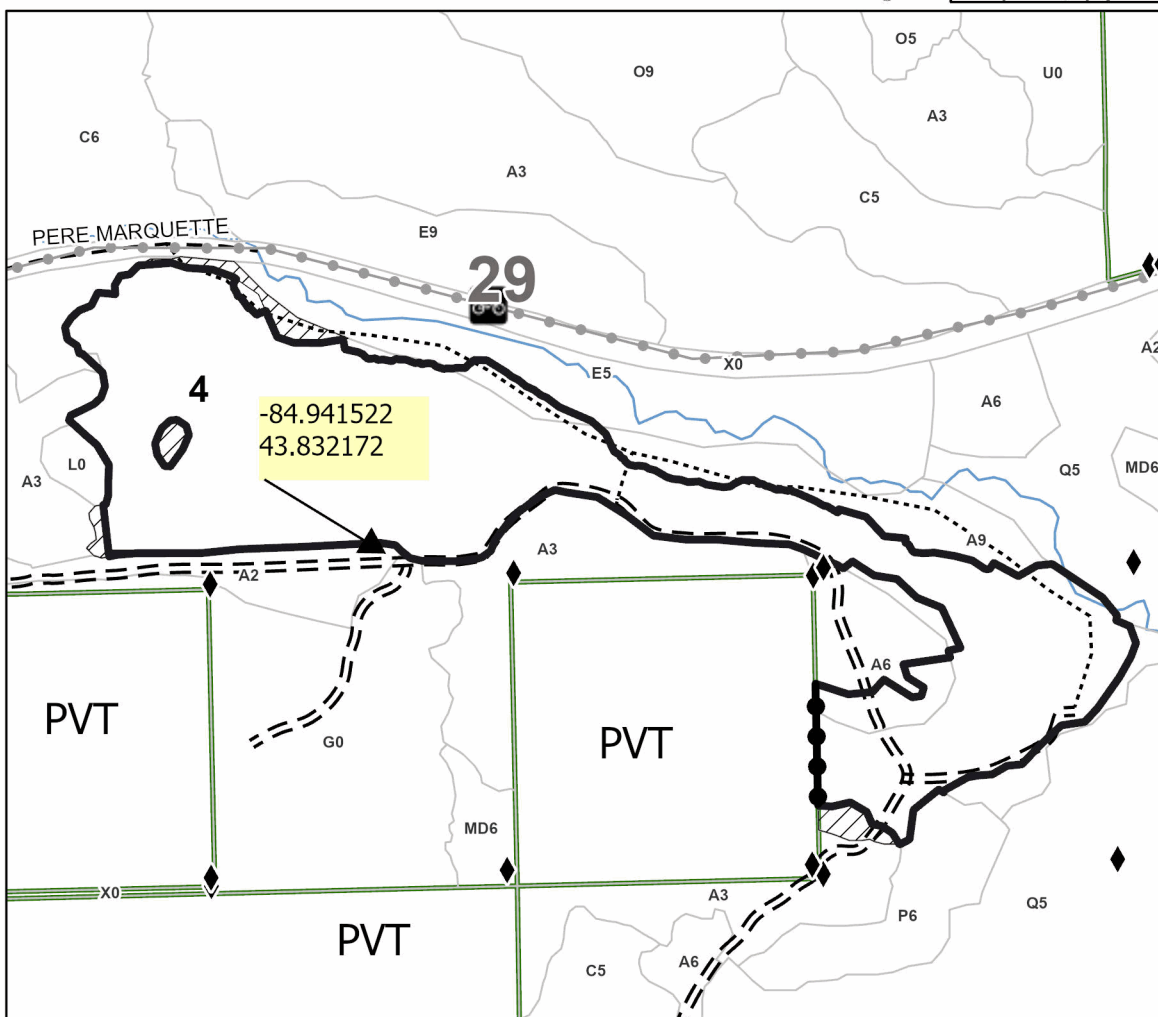 O5
O9
U0
A3
C6
A3
C5
PERE-MARQUETTE
E9
29
A2
X0
E5
4
A6
-84.941522
43.832172
L0
Q5
MD6
A3
A9
A3
A2
A6
PVT
PVT
G0
MD6
X0
A3
Q5
P6
PVT
A6
C5